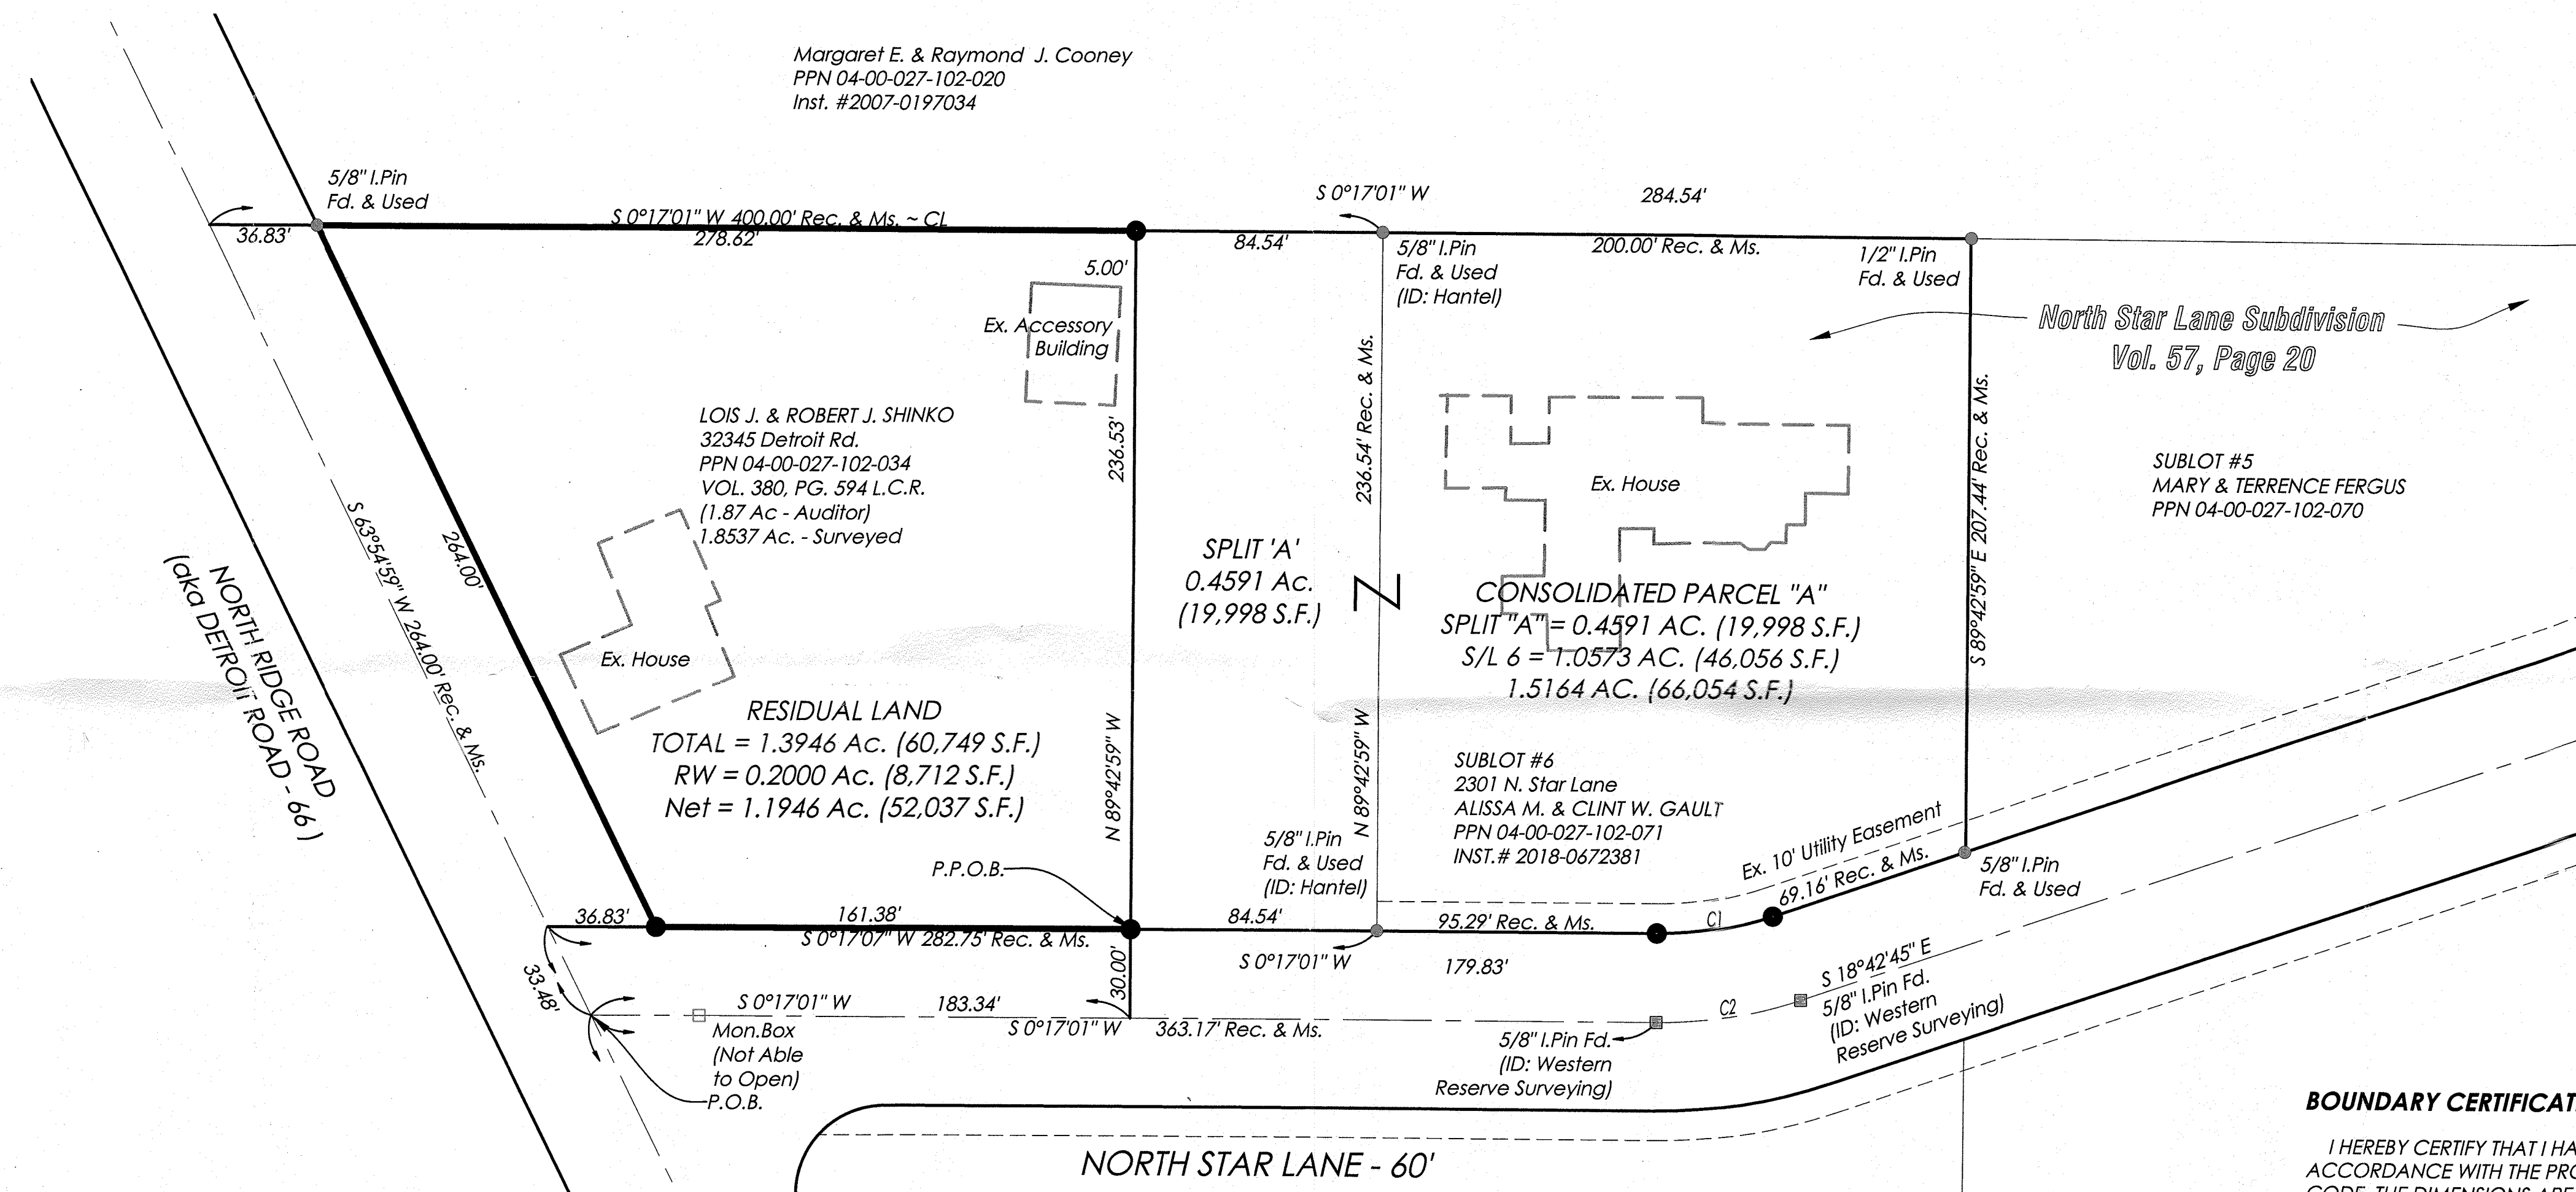 Margaret E. & Raymond J. Cooney
PPN 04-00-027-102-020
Inst. #2007-0197034
5/8" I.Pin
Fd. & Used
36.83'
S 0°17'01" W 400.00' Rec. & Ms. ~ CL
278.62'
84.54'
S 0°17'01" W
284.54'
5/8" I.Pin
Fd. & Used
(ID: Hantel)
200.00' Rec. & Ms.
1/2" I.Pin
Fd. & Used
5.00'
Ex. Accessory
Building
North Star Lane Subdivision
Vol. 57, Page 20
LOIS J. & ROBERT J. SHINKO
32345 Detroit Rd.
PPN 04-00-027-102-034
VOL. 380, PG. 594 L.C.R.
(1.87 Ac - Auditor)
1.8537 Ac. - Surveyed
236.53'
N 89°42'59" W
236.54' Rec. & Ms.
N 89°42'59" W
S 89°42'59" E 207.44' Rec. & Ms.
SUBLOT #5
MARY & TERRENCE FERGUS
PPN 04-00-027-102-070
Ex. House
SPLIT 'A'
0.4591 Ac.
(19,998 S.F.)
Z
CONSOLIDATED PARCEL "A"
SPLIT "A" = 0.4591 AC. (19,998 S.F.)
S/L 6 = 1.0573 AC. (46,056 S.F.)
1.5164 AC. (66,054 S.F.)
NORTH RIDGE ROAD
(aka DETROIT ROAD - 66')
S 63°54'59" W 264.00' Rec. & Ms.
264.00'
Ex. House
RESIDUAL LAND
TOTAL = 1.3946 Ac. (60,749 S.F.)
RW = 0.2000 Ac. (8,712 S.F.)
Net = 1.1946 Ac. (52,037 S.F.)
SUBLOT #6
2301 N. Star Lane
ALISSA M. & CLINT W. GAULT
PPN 04-00-027-102-071
INST.# 2018-0672381
5/8" I.Pin
Fd. & Used
(ID: Hantel)
P.P.O.B.
Ex. 10' Utility Easement
69.16' Rec. & Ms.
5/8" I.Pin
Fd. & Used
36.83'
161.38'
S 0°17'07" W 282.75' Rec. & Ms.
84.54'
95.29' Rec. & Ms.
C1
S 0°17'01" W
179.83'
30.00'
33.48'
S 0°17'01" W
183.34'
S 0°17'01" W
363.17' Rec. & Ms.
C2
S 18°42'45" E
5/8" I.Pin Fd.
(ID: Western
Reserve Surveying)
Mon.Box
(Not Able
to Open)
P.O.B.
5/8" I.Pin Fd.
(ID: Western
Reserve Surveying)
NORTH STAR LANE - 60'
BOUNDARY CERTIFICAT
I HEREBY CERTIFY THAT I HA
ACCORDANCE WITH THE PRO